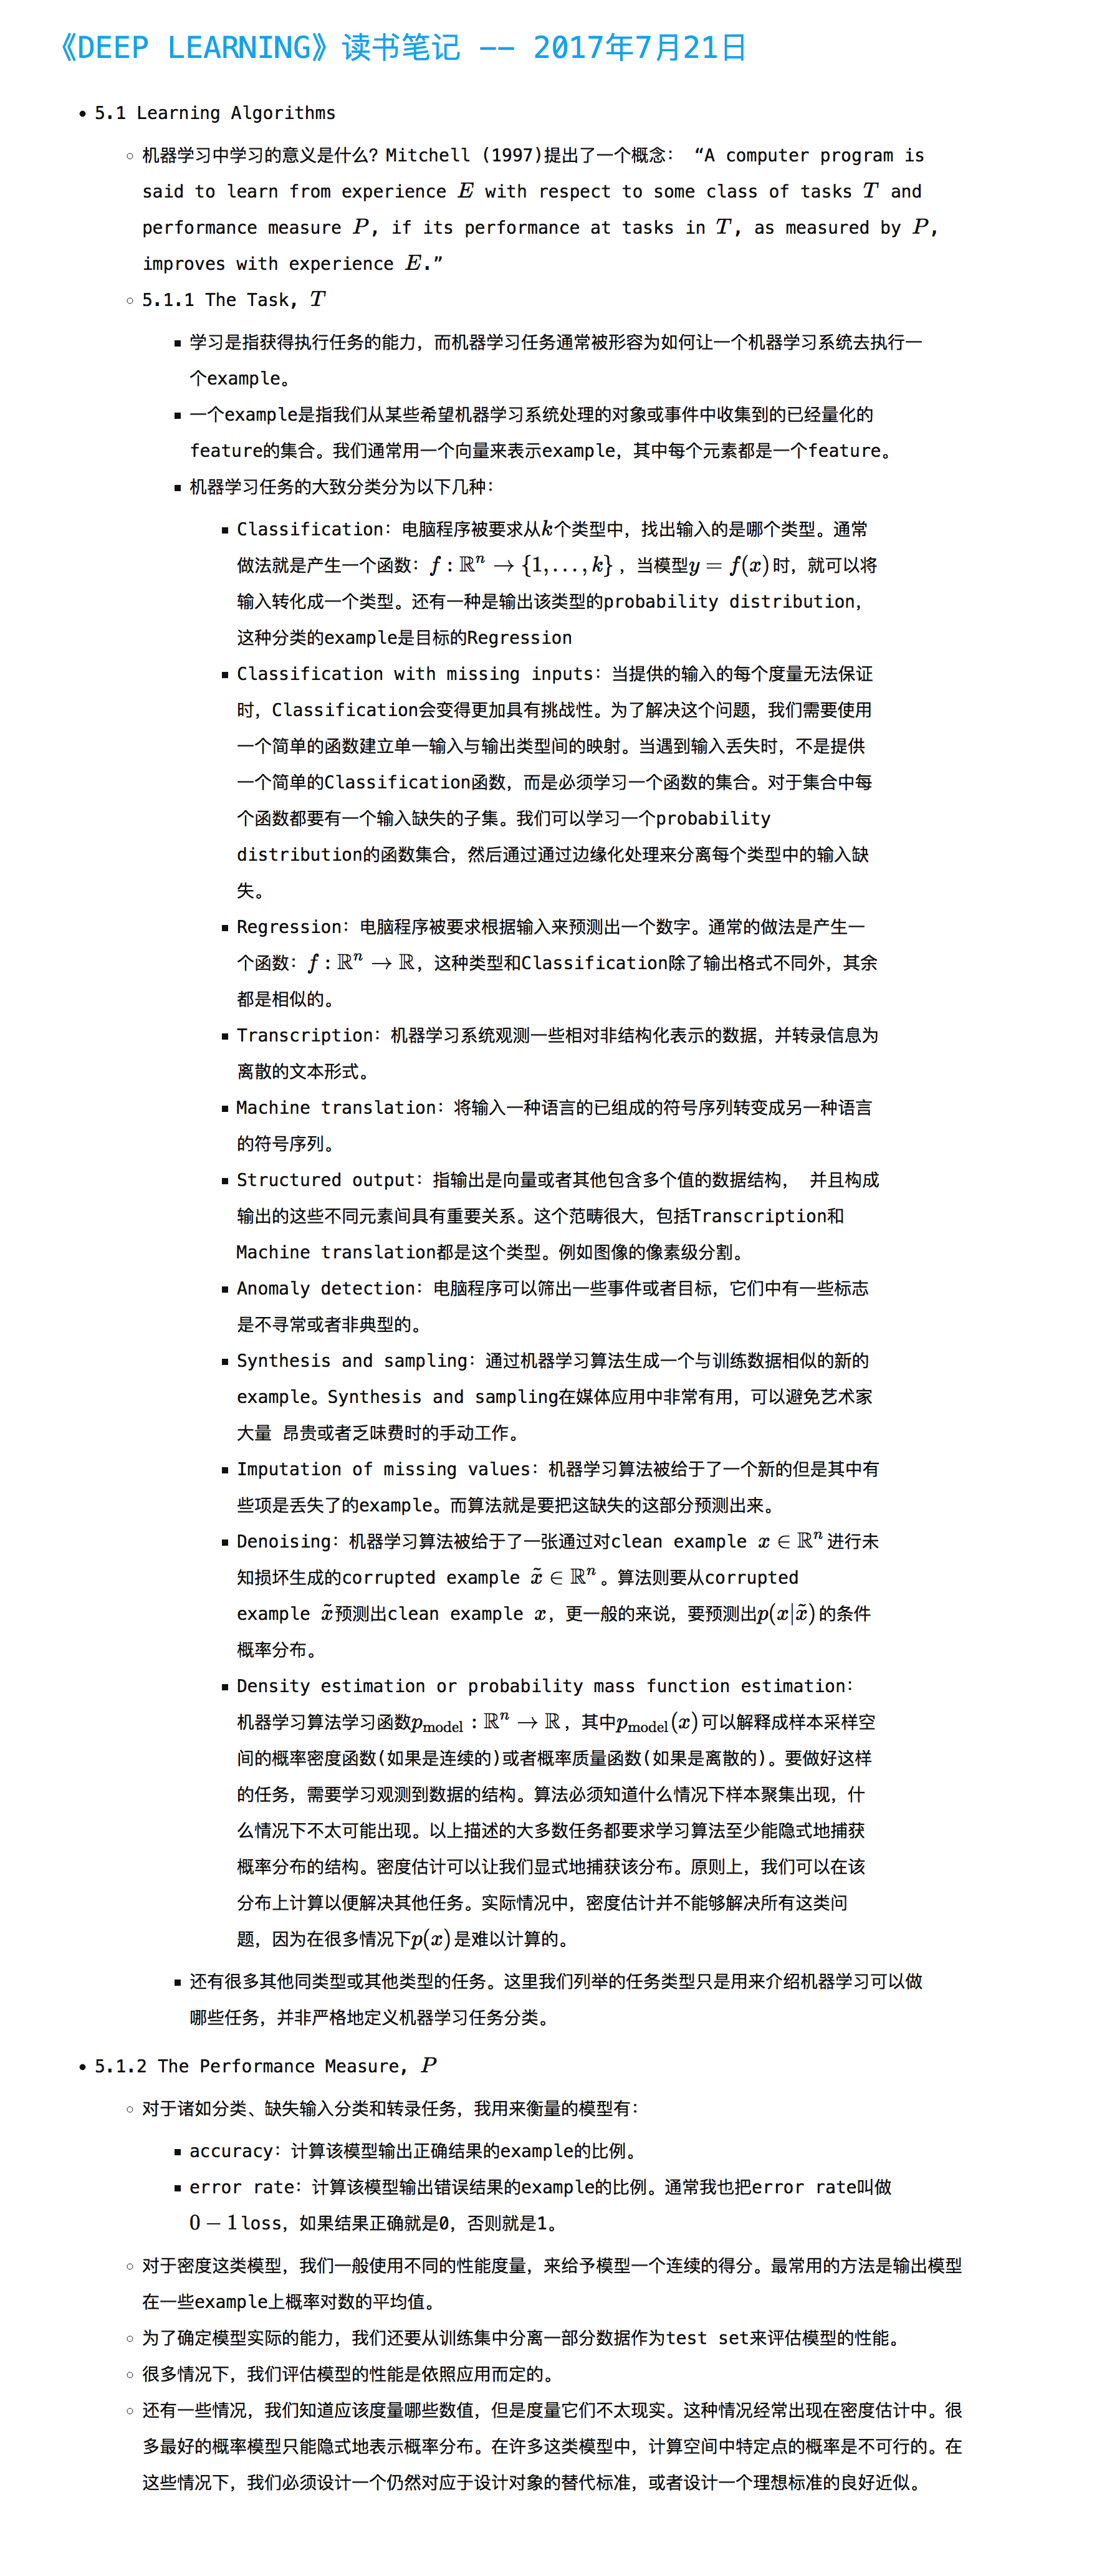 《DEEP LEARNING》读书笔记 -- 2017年7月21日
5.1 Learning Algorithms
机器学习中学习的意义是什么？Mitchell (1997)提出了一个概念： “A computer program is
said to learn from experience E with respect to some class of tasks T and
performance measure P, if its performance at tasks in T, as measured by P,
improves with experience E.”
5.1.1 The Task, T
学习是指获得执行任务的能力，而机器学习任务通常被形容为如何让一个机器学习系统去执行一
个example。
一个example是指我们从某些希望机器学习系统处理的对象或事件中收集到的已经量化的
feature的集合。我们通常用一个向量来表示example，其中每个元素都是一个feature。
机器学习任务的大致分类分为以下几种：
Classification：电脑程序被要求从k个类型中，找出输入的是哪个类型。通常
做法就是产生一个函数：f : ℝⁿ → {1, . . . , k}，当模型y = f(x)时，就可以将
输入转化成一个类型。还有一种是输出该类型的probability distribution，
这种分类的example是目标的Regression
Classification with missing inputs：当提供的输入的每个度量无法保证
时，Classification会变得更加具有挑战性。为了解决这个问题，我们需要使用
一个简单的函数建立单一输入与输出类型间的映射。当遇到输入丢失时，不是提供
一个简单的Classification函数，而是必须学习一个函数的集合。对于集合中每
个函数都要有一个输入缺失的子集。我们可以学习一个probability
distribution的函数集合，然后通过通过边缘化处理来分离每个类型中的输入缺
失。
Regression：电脑程序被要求根据输入来预测出一个数字。通常的做法是产生一
个函数：f : ℝⁿ → ℝ，这种类型和Classification除了输出格式不同外，其余
都是相似的。
Transcription：机器学习系统观测一些相对非结构化表示的数据，并转录信息为
离散的文本形式。
Machine translation：将输入一种语言的已组成的符号序列转变成另一种语言
的符号序列。
Structured output：指输出是向量或者其他包含多个值的数据结构， 并且构成
输出的这些不同元素间具有重要关系。这个范畴很大，包括Transcription和
Machine translation都是这个类型。例如图像的像素级分割。
Anomaly detection：电脑程序可以筛出一些事件或者目标，它们中有一些标志
是不寻常或者非典型的。
Synthesis and sampling：通过机器学习算法生成一个与训练数据相似的新的
example。Synthesis and sampling在媒体应用中非常有用，可以避免艺术家
大量 昂贵或者乏味费时的手动工作。
Imputation of missing values：机器学习算法被给于了一个新的但是其中有
些项是丢失了的example。而算法就是要把这缺失的这部分预测出来。
Denoising：机器学习算法被给于了一张通过对clean example x ∈ ℝⁿ进行未
知损坏生成的corrupted example x̃ ∈ ℝⁿ。算法则要从corrupted
example x̃预测出clean example x，更一般的来说，要预测出p(x|x̃)的条件
概率分布。
Density estimation or probability mass function estimation：
机器学习算法学习函数p_model : ℝⁿ → ℝ，其中p_model(x)可以解释成样本采样空
间的概率密度函数(如果是连续的)或者概率质量函数(如果是离散的)。要做好这样
的任务，需要学习观测到数据的结构。算法必须知道什么情况下样本聚集出现，什
么情况下不太可能出现。以上描述的大多数任务都要求学习算法至少能隐式地捕获
概率分布的结构。密度估计可以让我们显式地捕获该分布。原则上，我们可以在该
分布上计算以便解决其他任务。实际情况中，密度估计并不能够解决所有这类问
题，因为在很多情况下p(x)是难以计算的。
还有很多其他同类型或其他类型的任务。这里我们列举的任务类型只是用来介绍机器学习可以做
哪些任务，并非严格地定义机器学习任务分类。
5.1.2 The Performance Measure, P
对于诸如分类、缺失输入分类和转录任务，我用来衡量的模型有：
accuracy：计算该模型输出正确结果的example的比例。
error rate：计算该模型输出错误结果的example的比例。通常我也把error rate叫做
0 − 1loss，如果结果正确就是0，否则就是1。
对于密度这类模型，我们一般使用不同的性能度量，来给予模型一个连续的得分。最常用的方法是输出模型
在一些example上概率对数的平均值。
为了确定模型实际的能力，我们还要从训练集中分离一部分数据作为test set来评估模型的性能。
很多情况下，我们评估模型的性能是依照应用而定的。
还有一些情况，我们知道应该度量哪些数值，但是度量它们不太现实。这种情况经常出现在密度估计中。很
多最好的概率模型只能隐式地表示概率分布。在许多这类模型中，计算空间中特定点的概率是不可行的。在
这些情况下，我们必须设计一个仍然对应于设计对象的替代标准，或者设计一个理想标准的良好近似。